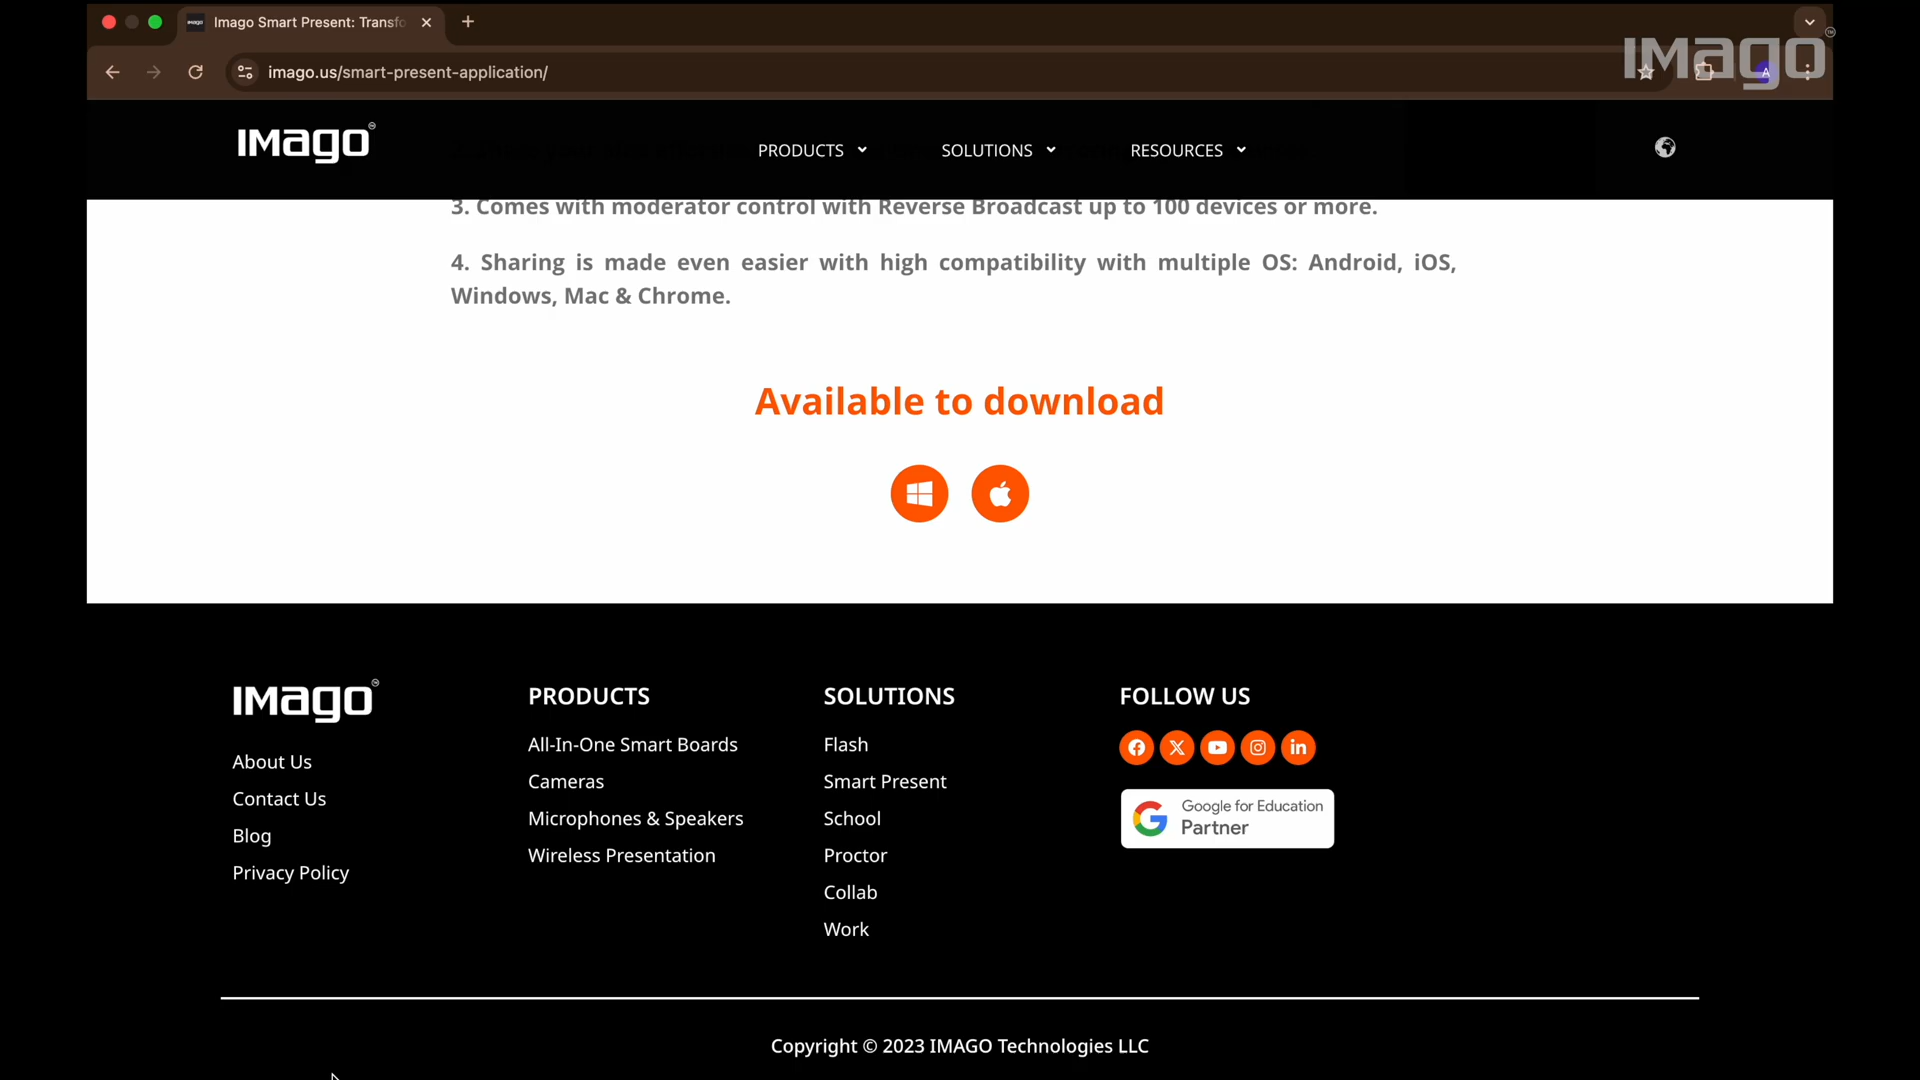 Imago Smart Present: Transfo
imago.us/smart-present-application/
IMago
A
IMago
PRODUCTS
SOLUTIONS
RESOURCES
3. Comes with moderator control with Reverse Broadcast up to 100 devices or more.
4. Sharing is made even easier with high compatibility with multiple OS: Android, iOS,
Windows, Mac & Chrome.
Available to download
IMago
About Us
Contact Us
Blog
Privacy Policy
PRODUCTS
All-In-One Smart Boards
Cameras
Microphones & Speakers
Wireless Presentation
SOLUTIONS
Flash
Smart Present
School
Proctor
Collab
Work
FOLLOW US
Google for Education
Partner
Copyright © 2023 IMAGO Technologies LLC